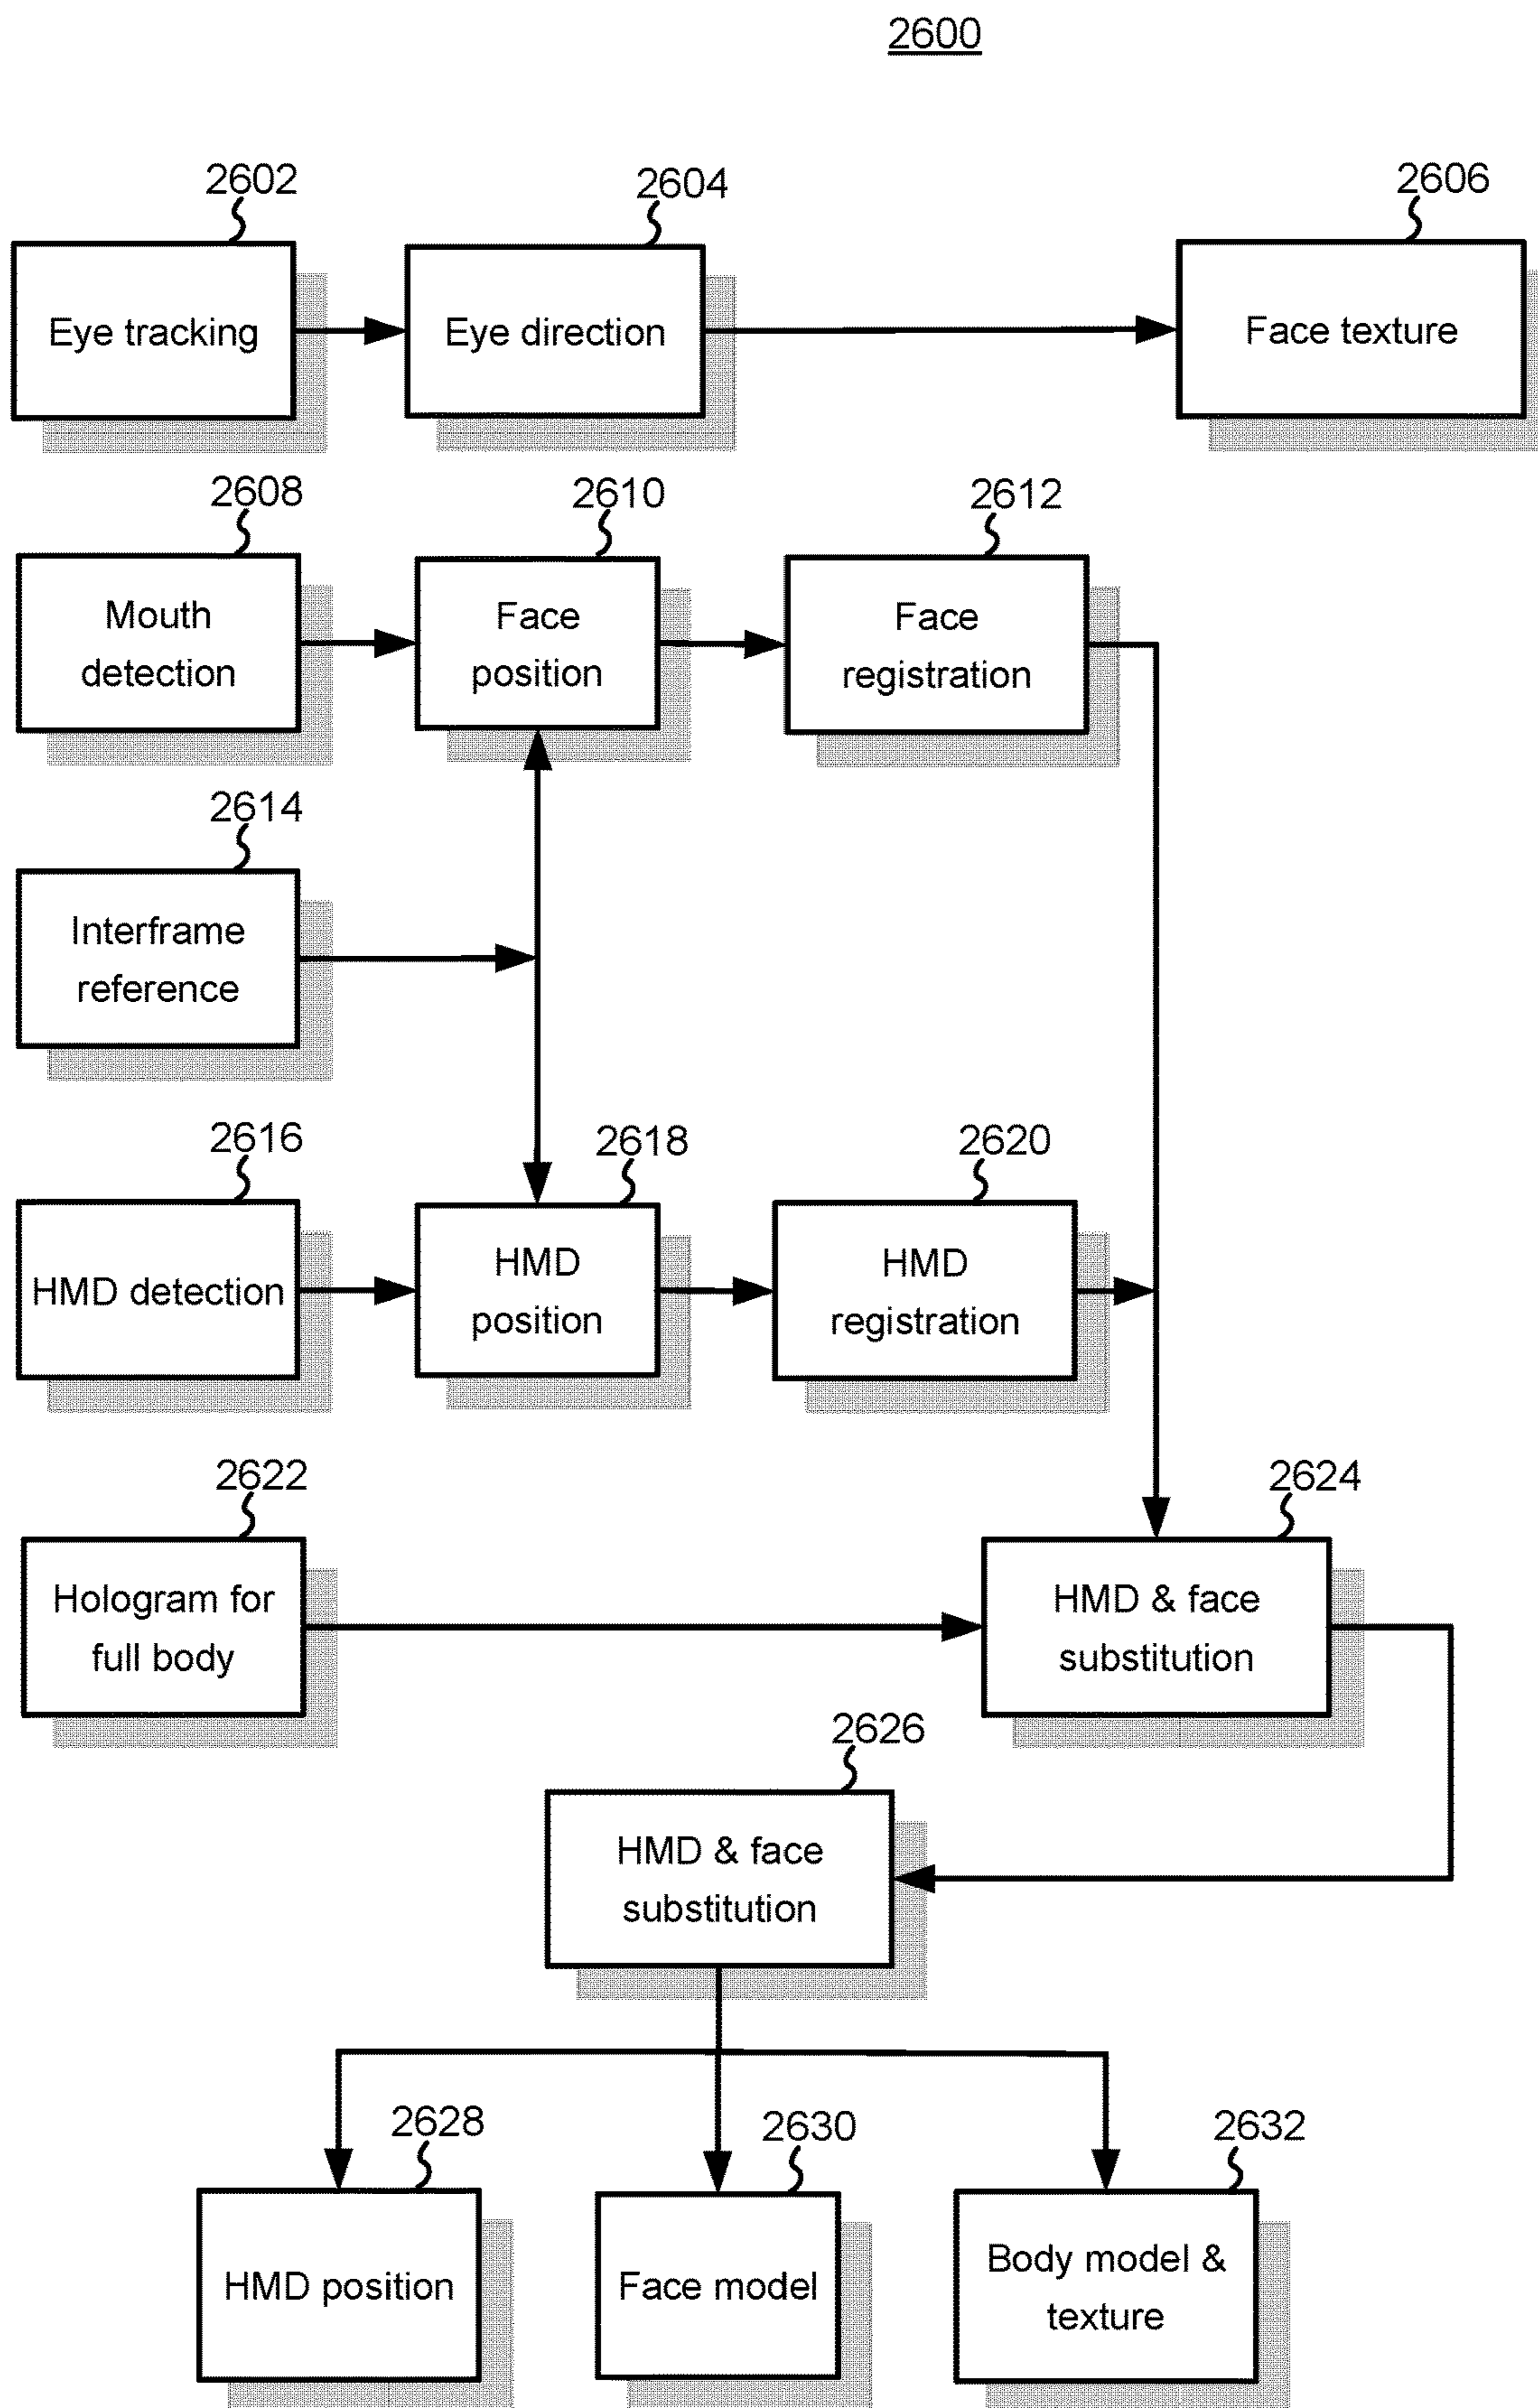 2600
2602
2604
2606
Eye tracking
Eye direction
Face texture
2608
2610
2612
Mouth
detection
Face
position
Face
registration
2614
Interframe
reference
2616
2618
2620
HMD detection
HMD
position
HMD
registration
2622
2624
Hologram for
full body
HMD & face
substitution
2626
HMD & face
substitution
2628
2630
2632
HMD position
Face model
Body model &
texture